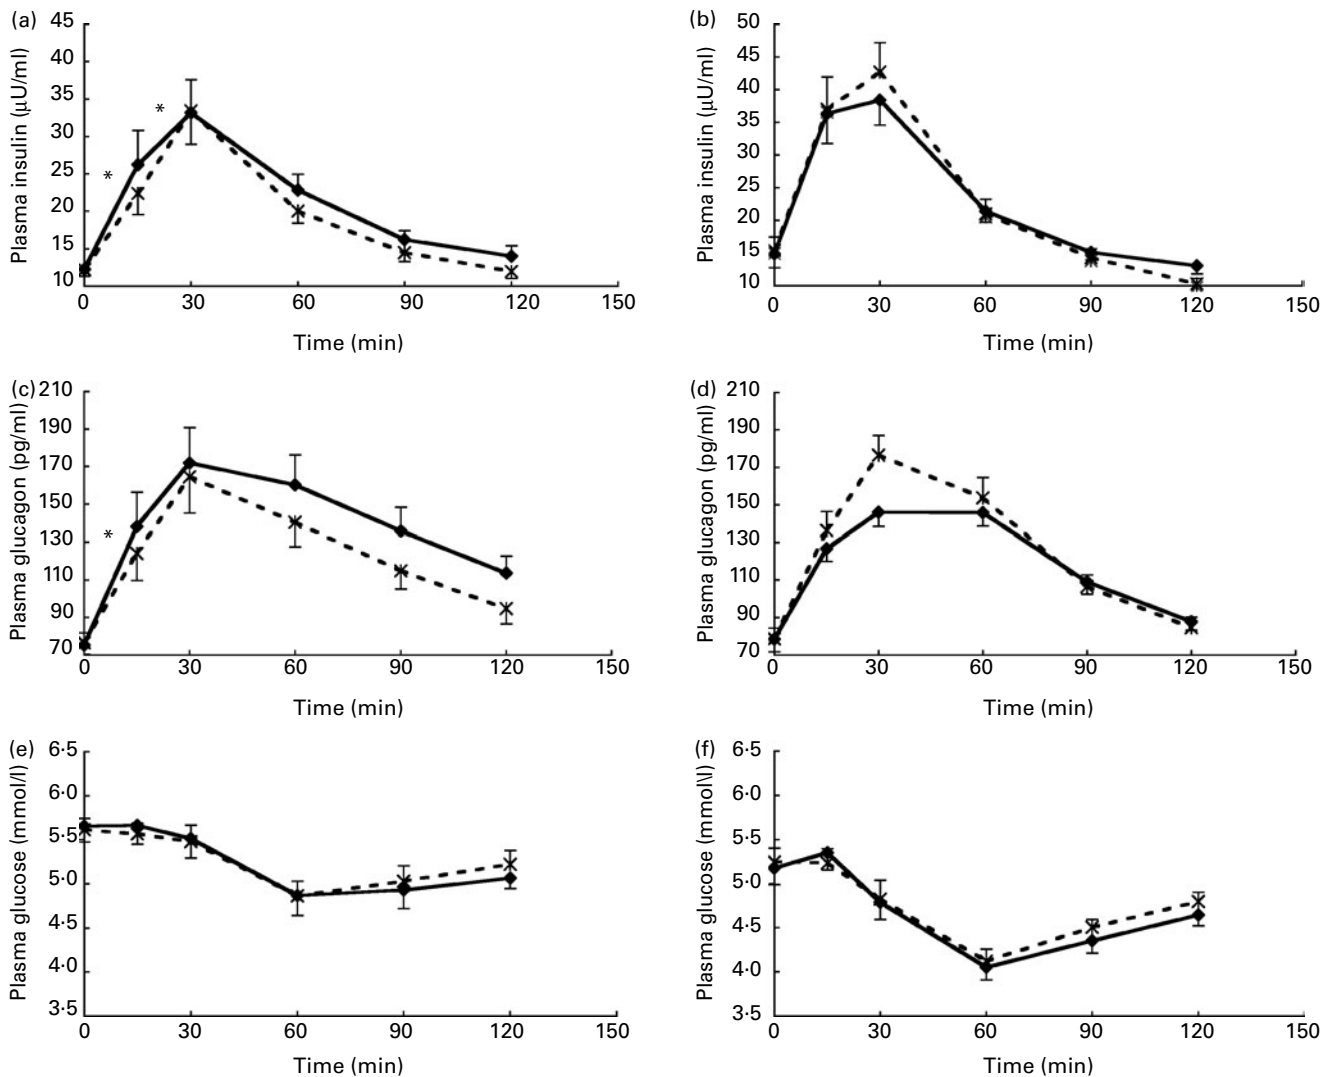 (a)
45
40
35
30
25
20
15
10
Plasma insulin (µU/ml)
*
*
0 30 60 90 120 150
Time (min)
(b)
50
45
40
35
30
25
20
15
10
Plasma insulin (µU/ml)
0 30 60 90 120 150
Time (min)
(c)
210
190
170
150
130
110
90
70
Plasma glucagon (pg/ml)
*
0 30 60 90 120 150
Time (min)
(d)
210
190
170
150
130
110
90
70
Plasma glucagon (pg/ml)
0 30 60 90 120 150
Time (min)
(e)
6·5
6·0
5·5
5·0
4·5
4·0
3·5
Plasma glucose (mmol/l)
0 30 60 90 120 150
Time (min)
(f)
6·5
6·0
5·5
5·0
4·5
4·0
3·5
Plasma glucose (mmol\l)
0 30 60 90 120 150
Time (min)